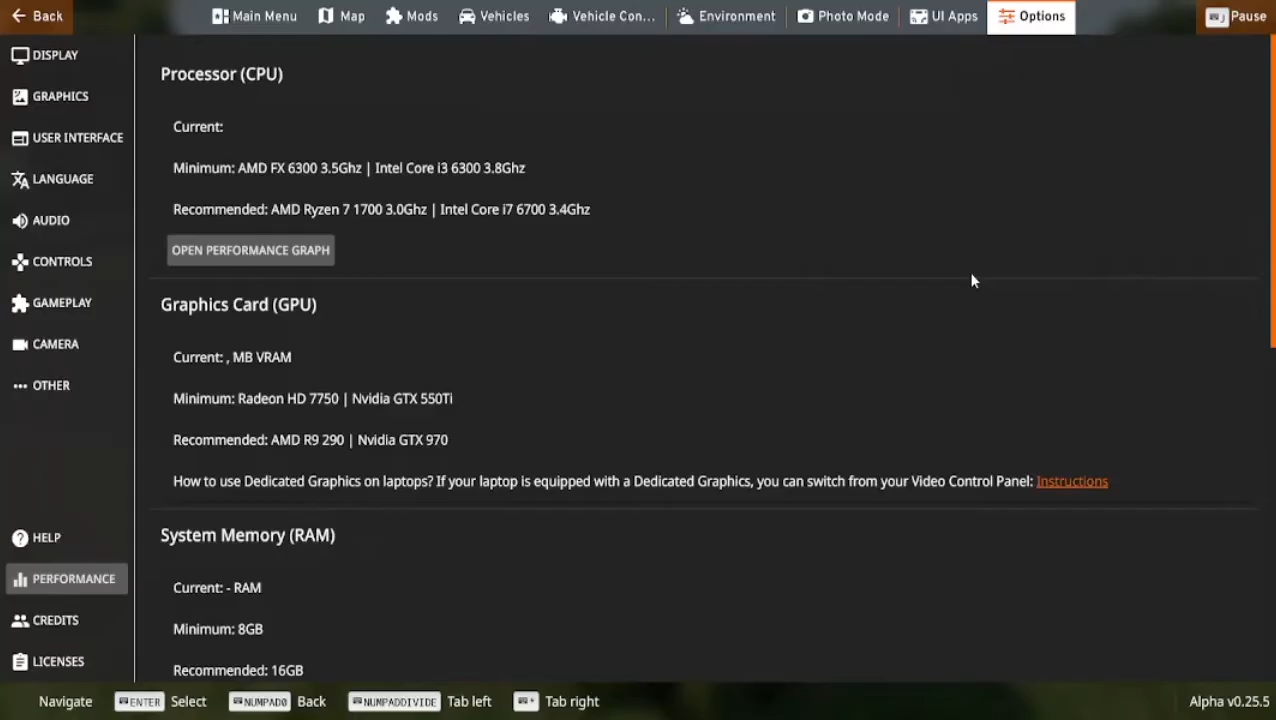 Back
Main Menu
Map
Mods
Vehicles
Vehicle Con...
Environment
Photo Mode
UI Apps
Options
J
Pause
DISPLAY
GRAPHICS
USER INTERFACE
LANGUAGE
AUDIO
CONTROLS
GAMEPLAY
CAMERA
OTHER
HELP
PERFORMANCE
CREDITS
LICENSES
Processor (CPU)
Current:
Minimum: AMD FX 6300 3.5Ghz | Intel Core i3 6300 3.8Ghz
Recommended: AMD Ryzen 7 1700 3.0Ghz | Intel Core i7 6700 3.4Ghz
OPEN PERFORMANCE GRAPH
Graphics Card (GPU)
Current: , MB VRAM
Minimum: Radeon HD 7750 | Nvidia GTX 550Ti
Recommended: AMD R9 290 | Nvidia GTX 970
How to use Dedicated Graphics on laptops? If your laptop is equipped with a Dedicated Graphics, you can switch from your Video Control Panel: Instructions
System Memory (RAM)
Current: - RAM
Minimum: 8GB
Recommended: 16GB
Navigate
ENTER Select
NUMPAD0 Back
NUMPADDIVIDE Tab left
Tab right
Alpha v0.25.5